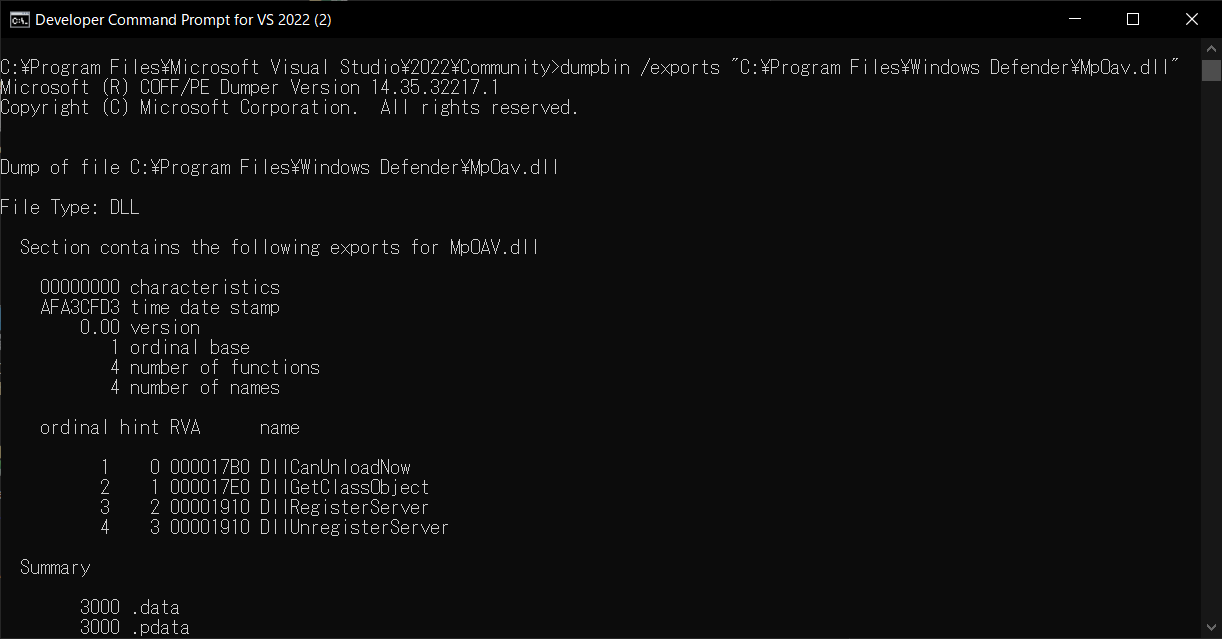 Developer Command Prompt for VS 2022 (2)
C:¥Program Files¥Microsoft Visual Studio¥2022¥Community>dumpbin /exports "C:¥Program Files¥Windows Defender¥MpOav.dll"
Microsoft (R) COFF/PE Dumper Version 14.35.32217.1
Copyright (C) Microsoft Corporation.  All rights reserved.
Dump of file C:¥Program Files¥Windows Defender¥MpOav.dll
File Type: DLL
  Section contains the following exports for MpOAV.dll
    00000000 characteristics
    AFA3CFD3 time date stamp
        0.00 version
           1 ordinal base
           4 number of functions
           4 number of names
    ordinal hint RVA      name
          1    0 000017B0 DllCanUnloadNow
          2    1 000017E0 DllGetClassObject
          3    2 00001910 DllRegisterServer
          4    3 00001910 DllUnregisterServer
  Summary
        3000 .data
        3000 .pdata